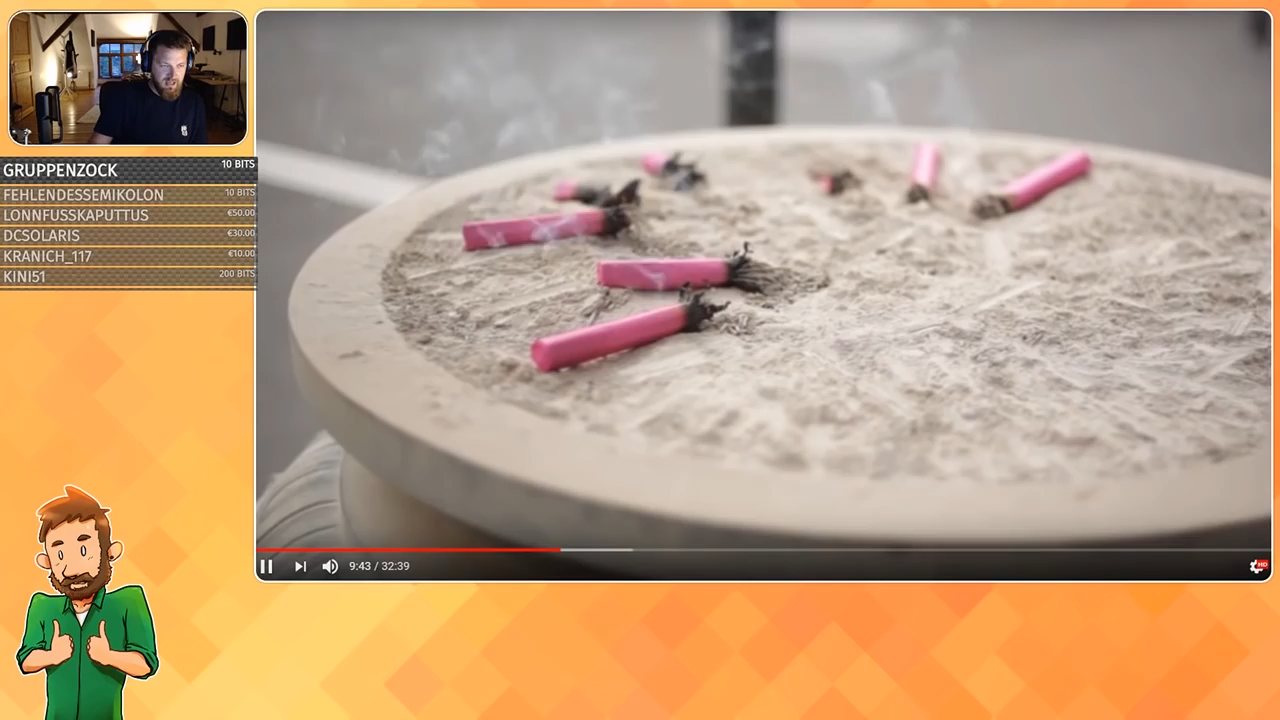 GRUPPENZOCK 10 BITS
FEHLENDESSEMIKOLON 10 BITS
LONNFUSSKAPUTTUS €50.00
DCSOLARIS €30.00
KRANICH_117 €10.00
KINI51 200 BITS
9:43 / 32:39
HD